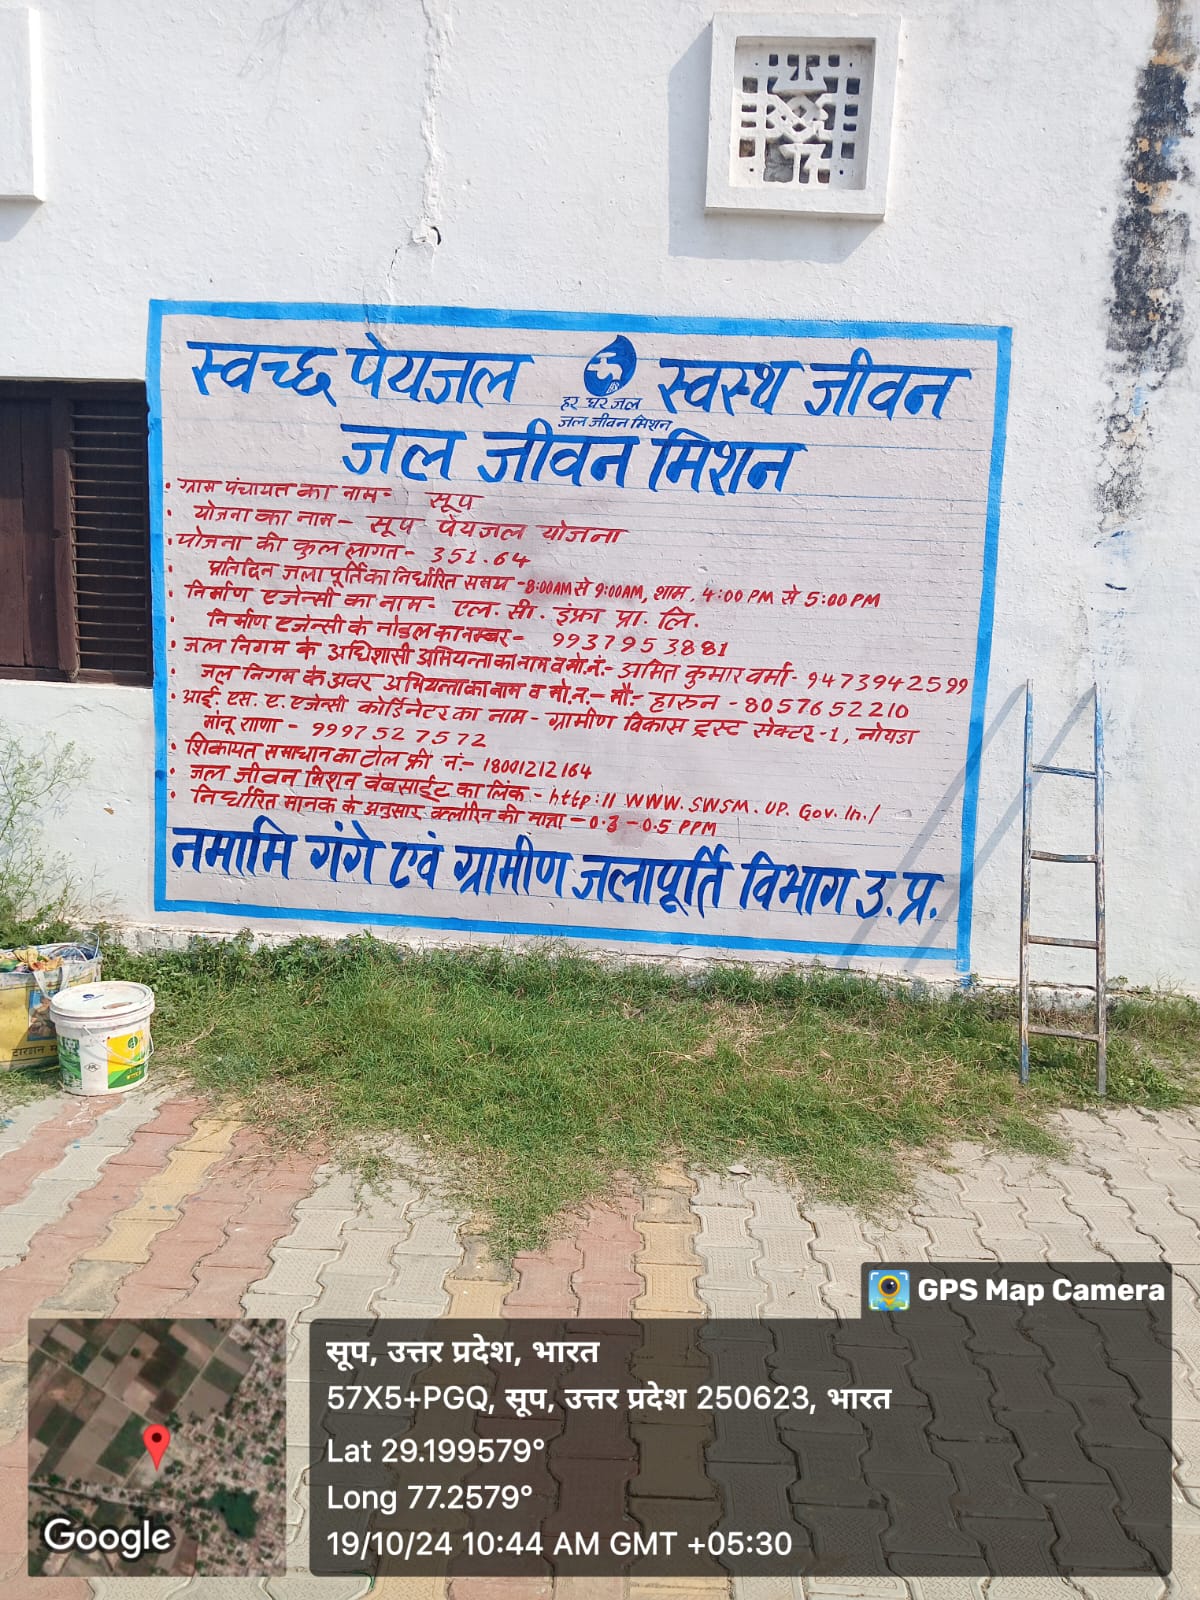 स्वच्छ पेयजल स्वस्थ जीवन
हर घर जल
जल जीवन मिशन
जल जीवन मिशन
• ग्राम पंचायत का नाम- सूप
• योजना का नाम - सूप पेयजल योजना
• योजना की कुल लागत - 351.64
• प्रतिदिन जलापूर्ति का निर्धारित समय - 8:00AM से 9:00AM, शाम, 4:00 PM से 5:00 PM
• निर्माण एजेन्सी का नाम- एल. सी. इंफ्रा प्रा. लि.
• निर्माण एजेन्सी के नोडल का नम्बर- 9937953881
• जल निगम के अधिशासी अभियन्ता का नाम व मो.नं.- अमित कुमार वर्मा- 9473942599
• जल निगम के अवर अभियन्ता का नाम व मो.न.- मौ.- हारुन - 8057652210
• आई. एस. ए. एजेन्सी कोर्डिनेटर का नाम - ग्रामीण विकास ट्रस्ट सेक्टर-1, नोयडा
मोनू राणा - 9997527572
• शिकायत समाधान का टोल फ्री नं.- 18001212164
• जल जीवन मिशन वेबसाईट का लिंक - http:// WWW.SWSM.UP.Gov.In./
• निर्धारित मानक के अनुसार क्लोरिन की मात्रा - 0.3 - 0.5 PPM
नमामि गंगे एवं ग्रामीण जलापूर्ति विभाग उ.प्र.
GPS Map Camera
सूप, उत्तर प्रदेश, भारत
57X5+PGQ, सूप, उत्तर प्रदेश 250623, भारत
Lat 29.199579°
Long 77.2579°
19/10/24 10:44 AM GMT +05:30
Google